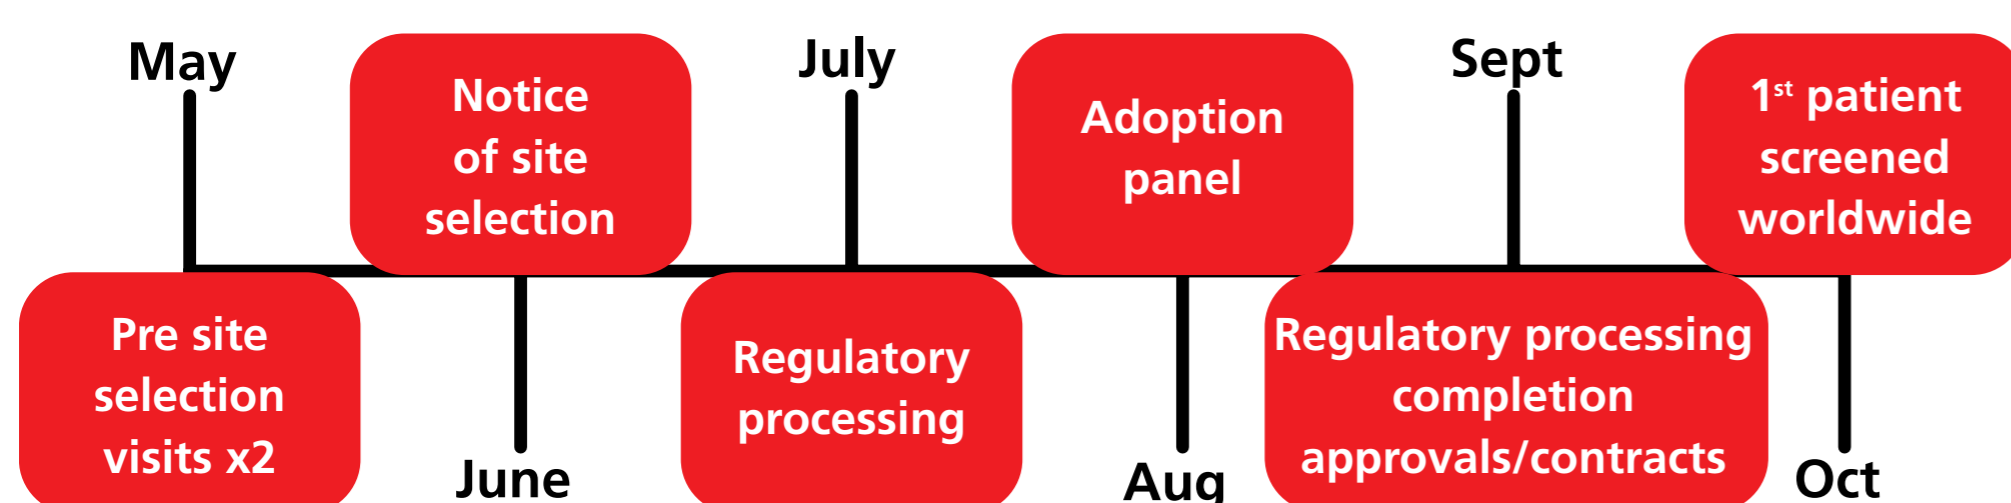 May
Pre site
selection
visits x2
Notice
of site
selection
June
July
Regulatory
processing
Adoption
panel
Aug
Sept
Regulatory processing
completion
approvals/contracts
1st patient
screened
worldwide
Oct